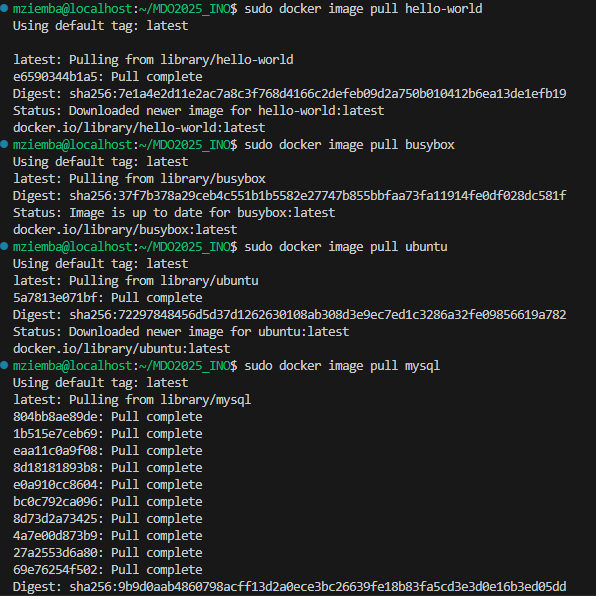 mziemba@localhost:~/MDO2025_INO$ sudo docker image pull hello-world
Using default tag: latest
latest: Pulling from library/hello-world
e6590344b1a5: Pull complete
Digest: sha256:7e1a4e2d11e2ac7a8c3f768d4166c2defeb09d2a750b010412b6ea13de1efb19
Status: Downloaded newer image for hello-world:latest
docker.io/library/hello-world:latest
mziemba@localhost:~/MDO2025_INO$ sudo docker image pull busybox
Using default tag: latest
latest: Pulling from library/busybox
Digest: sha256:37f7b378a29ceb4c551b1b5582e27747b855bbfaa73fa11914fe0df028dc581f
Status: Image is up to date for busybox:latest
docker.io/library/busybox:latest
mziemba@localhost:~/MDO2025_INO$ sudo docker image pull ubuntu
Using default tag: latest
latest: Pulling from library/ubuntu
5a7813e071bf: Pull complete
Digest: sha256:72297848456d5d37d1262630108ab308d3e9ec7ed1c3286a32fe09856619a782
Status: Downloaded newer image for ubuntu:latest
docker.io/library/ubuntu:latest
mziemba@localhost:~/MDO2025_INO$ sudo docker image pull mysql
Using default tag: latest
latest: Pulling from library/mysql
804bb8ae89de: Pull complete
1b515e7ceb69: Pull complete
eaa11c0a9f08: Pull complete
8d18181893b8: Pull complete
e0a910cc8604: Pull complete
bc0c792ca096: Pull complete
8d73d2a73425: Pull complete
4a7e00d873b9: Pull complete
27a2553d6a80: Pull complete
69e76254f502: Pull complete
Digest: sha256:9b9d0aab4860798acff13d2a0ece3bc26639fe18b83fa5cd3e3d0e16b3ed05dd